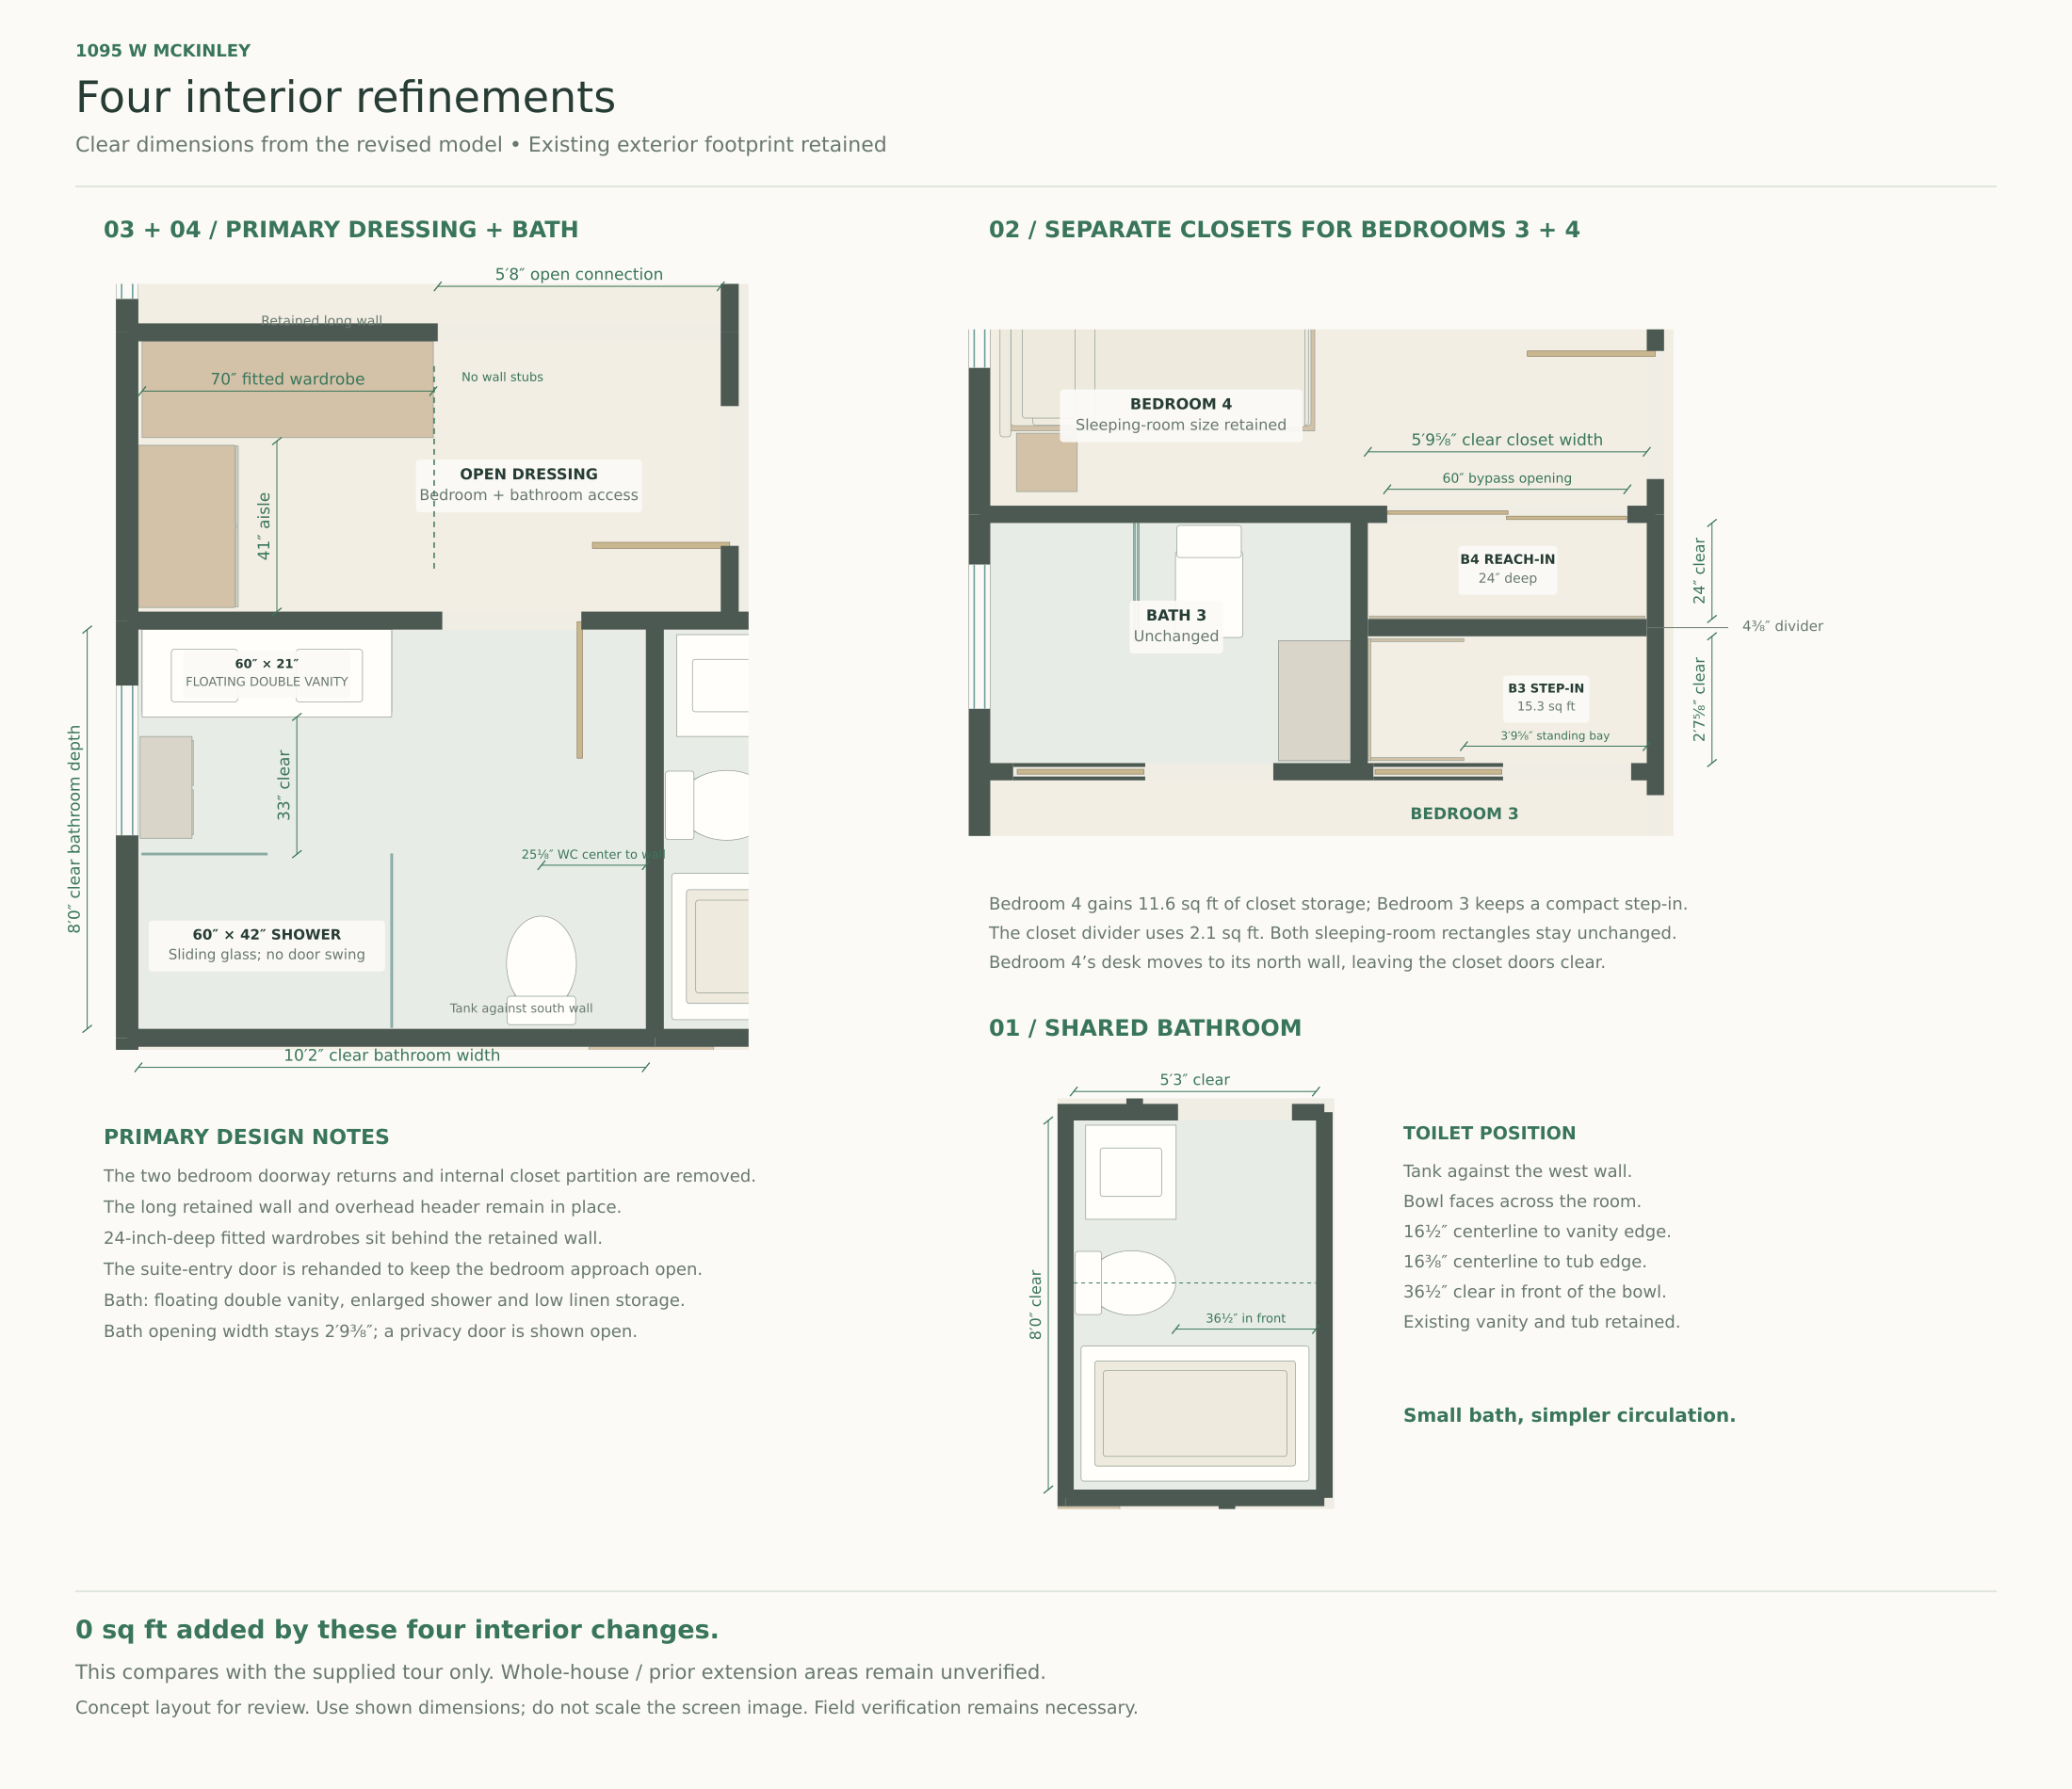 1095 W MCKINLEY
Four interior refinements
Clear dimensions from the revised model • Existing exterior footprint retained
03 + 04 / PRIMARY DRESSING + BATH
5′8″ open connection
Retained long wall
70″ fitted wardrobe
No wall stubs
OPEN DRESSING
Bedroom + bathroom access
41″ aisle
60″ × 21″
FLOATING DOUBLE VANITY
33″ clear
8′0″ clear bathroom depth
25⅛″ WC center to wall
60″ × 42″ SHOWER
Sliding glass; no door swing
Tank against south wall
10′2″ clear bathroom width
PRIMARY DESIGN NOTES
The two bedroom doorway returns and internal closet partition are removed.
The long retained wall and overhead header remain in place.
24-inch-deep fitted wardrobes sit behind the retained wall.
The suite-entry door is rehanded to keep the bedroom approach open.
Bath: floating double vanity, enlarged shower and low linen storage.
Bath opening width stays 2′9⅜″; a privacy door is shown open.
02 / SEPARATE CLOSETS FOR BEDROOMS 3 + 4
BEDROOM 4
Sleeping-room size retained
5′9⅝″ clear closet width
60″ bypass opening
B4 REACH-IN
24″ deep
24″ clear
BATH 3
Unchanged
4⅜″ divider
B3 STEP-IN
15.3 sq ft
2′7⅝″ clear
3′9⅝″ standing bay
BEDROOM 3
Bedroom 4 gains 11.6 sq ft of closet storage; Bedroom 3 keeps a compact step-in.
The closet divider uses 2.1 sq ft. Both sleeping-room rectangles stay unchanged.
Bedroom 4’s desk moves to its north wall, leaving the closet doors clear.
01 / SHARED BATHROOM
5′3″ clear
8′0″ clear
36½″ in front
TOILET POSITION
Tank against the west wall.
Bowl faces across the room.
16½″ centerline to vanity edge.
16⅜″ centerline to tub edge.
36½″ clear in front of the bowl.
Existing vanity and tub retained.
Small bath, simpler circulation.
0 sq ft added by these four interior changes.
This compares with the supplied tour only. Whole-house / prior extension areas remain unverified.
Concept layout for review. Use shown dimensions; do not scale the screen image. Field verification remains necessary.